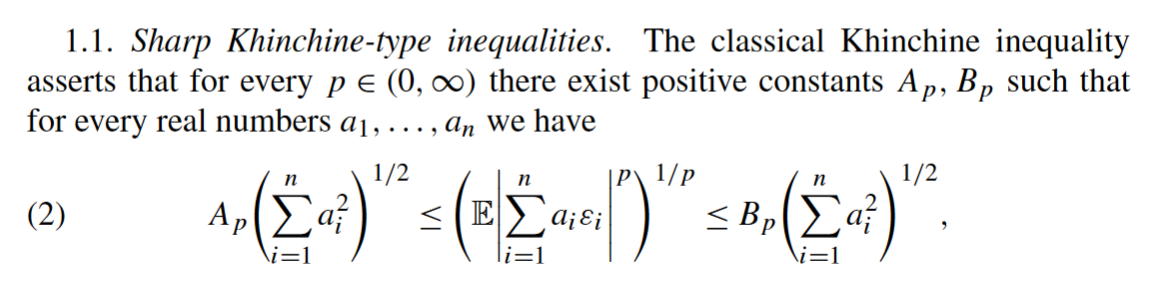 1.1. Sharp Khinchine-type inequalities. The classical Khinchine inequality
asserts that for every p ∈ (0, ∞) there exist positive constants A_p, B_p such that
for every real numbers a_1, . . . , a_n we have
(2) A_p(∑_{i=1}^{n} a_i^2)^{1/2} ≤ (𝔼|∑_{i=1}^{n} a_i ε_i|^p)^{1/p} ≤ B_p(∑_{i=1}^{n} a_i^2)^{1/2},